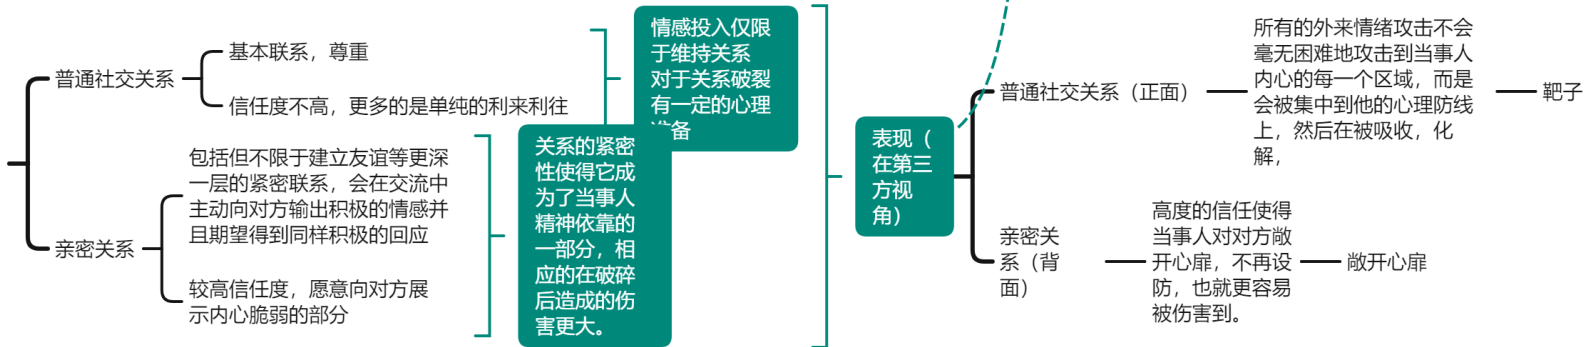 普通社交关系
基本联系，尊重
信任度不高，更多的是单纯的利来利往
亲密关系
包括但不限于建立友谊等更深
一层的紧密联系，会在交流中
主动向对方输出积极的情感并
且期望得到同样积极的回应
较高信任度，愿意向对方展
示内心脆弱的部分
情感投入仅限
于维持关系
对于关系破裂
有一定的心理
准备
关系的紧密
性使得它成
为了当事人
精神依靠的
一部分，相
应的在破碎
后造成的伤
害更大。
表现（
在第三
方视
角）
普通社交关系（正面）
所有的外来情绪攻击不会
毫无困难地攻击到当事人
内心的每一个区域，而是
会被集中到他的心理防线
上，然后在被吸收，化
解，
靶子
亲密关
系（背
面）
高度的信任使得
当事人对对方敞
开心扉，不再设
防，也就更容易
被伤害到。
敞开心扉